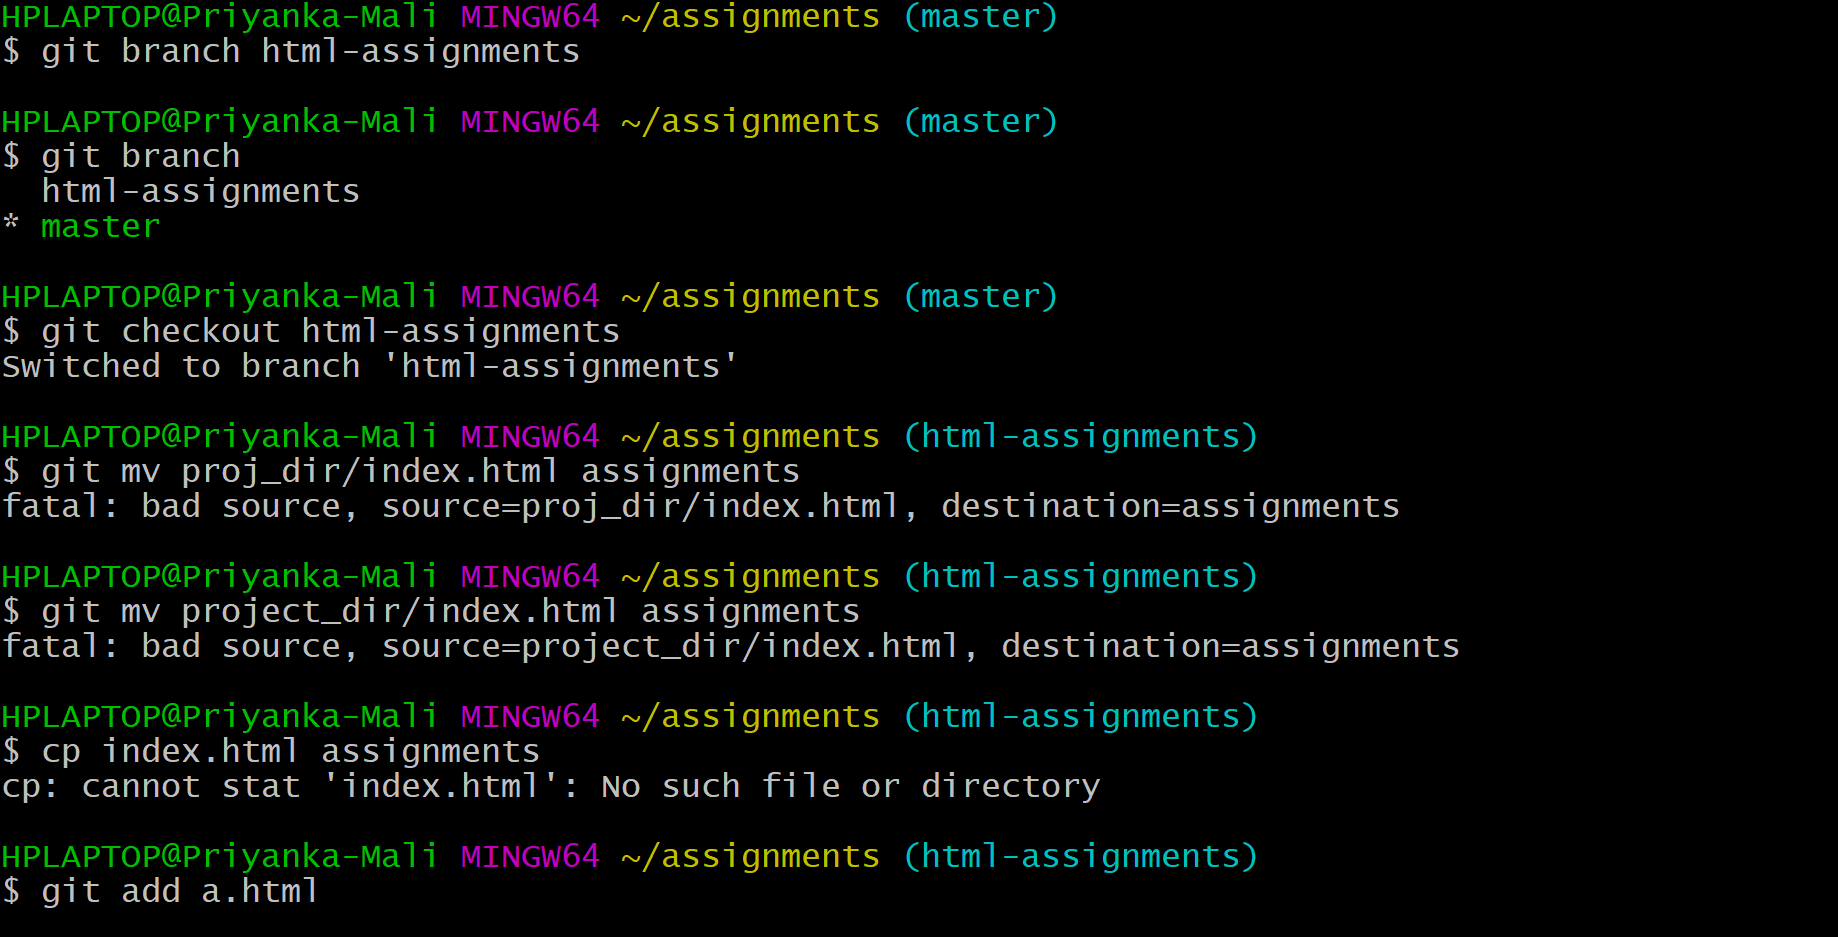 HPLAPTOP@Priyanka-Mali MINGW64 ~/assignments (master)
$ git branch html-assignments
HPLAPTOP@Priyanka-Mali MINGW64 ~/assignments (master)
$ git branch
  html-assignments
* master
HPLAPTOP@Priyanka-Mali MINGW64 ~/assignments (master)
$ git checkout html-assignments
Switched to branch 'html-assignments'
HPLAPTOP@Priyanka-Mali MINGW64 ~/assignments (html-assignments)
$ git mv proj_dir/index.html assignments
fatal: bad source, source=proj_dir/index.html, destination=assignments
HPLAPTOP@Priyanka-Mali MINGW64 ~/assignments (html-assignments)
$ git mv project_dir/index.html assignments
fatal: bad source, source=project_dir/index.html, destination=assignments
HPLAPTOP@Priyanka-Mali MINGW64 ~/assignments (html-assignments)
$ cp index.html assignments
cp: cannot stat 'index.html': No such file or directory
HPLAPTOP@Priyanka-Mali MINGW64 ~/assignments (html-assignments)
$ git add a.html